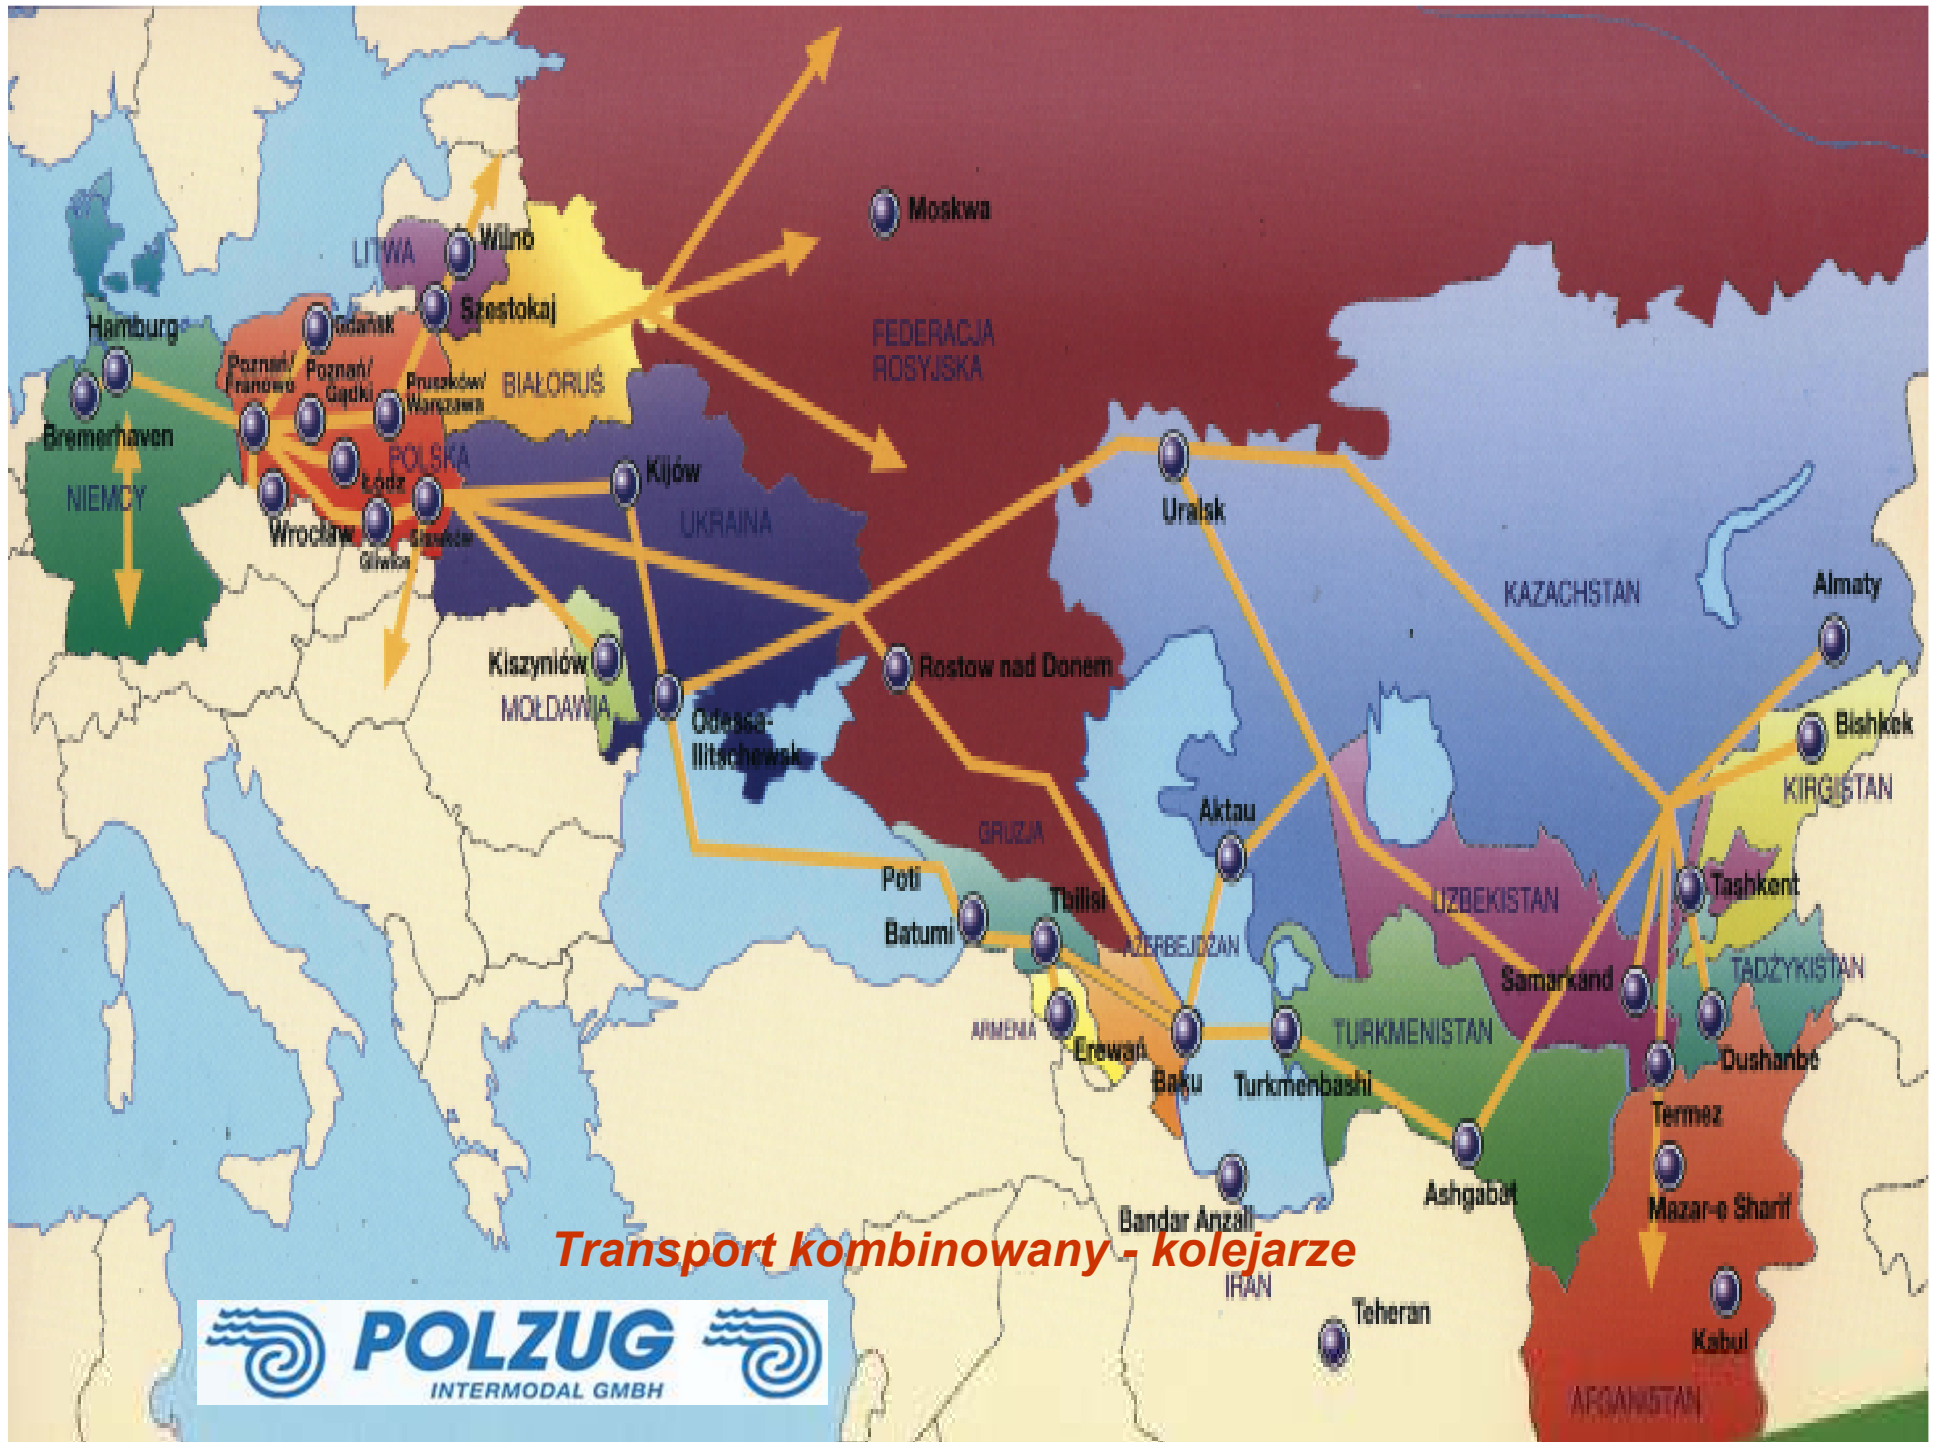 Moskwa
LITWA
Wilno
Szestokaj
Hamburg
Gdańsk
FEDERACJA
ROSYJSKA
Poznań/
Franowo
Poznań/
Gądki
Pruszków/
Warszawa
BIAŁORUŚ
Bremerhaven
POLSKA
Kijów
Łódź
NIEMCY
UKRAINA
Uralsk
Wrocław
Sławków
Gliwice
KAZACHSTAN
Almaty
Kiszyniów
Rostow nad Donem
MOŁDAWIA
Odessa-
Ilitschewsk
Bishkek
KIRGISTAN
Aktau
GRUZJA
Poti
Tashkent
Tbilisi
UZBEKISTAN
Batumi
AZERBEJDZAN
TADŻYKISTAN
Samarkand
ARMENIA
TURKMENISTAN
Erewań
Dushanbe
Baku
Turkmenbashi
Termez
Ashgabat
Mazar-e Sharif
Bandar Anzali
Transport kombinowany - kolejarze
IRAN
Teheran
Kabul
POLZUG
INTERMODAL GMBH
AFGANISTAN